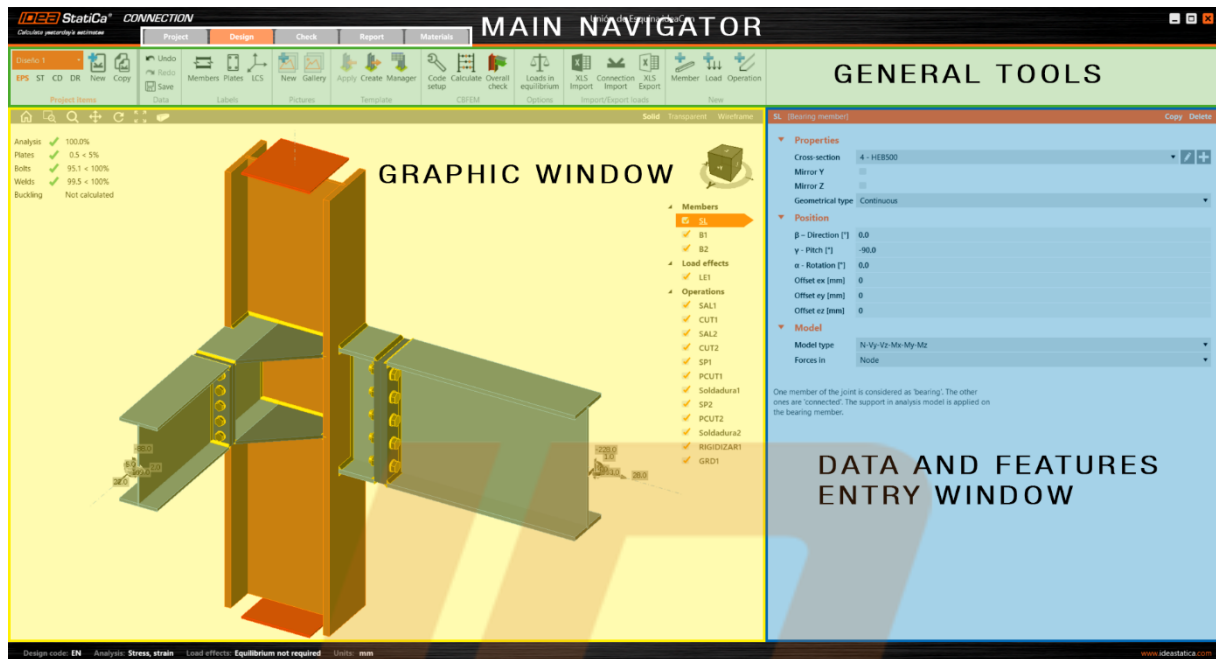 IDEA StatiCa® CONNECTION
Calculate yesterday's estimates
MAIN NAVIGATOR
Unión de Esquina IdeaCon
Project Design Check Report Materials
GENERAL TOOLS
Diseño 1
EPS ST CD DR New Copy
Project items
Undo
Redo
Save
Data
Members Plates LCS
Labels
New Gallery
Pictures
Apply Create Manager
Template
Code setup Calculate Overall check
CBFEM
Loads in equilibrium
Options
XLS Import Connection Import XLS Export
Import/Export loads
Member Load Operation
New
Solid Transparent Wireframe
Analysis 100.0%
Plates 0.5 < 5%
Bolts 95.1 < 100%
Welds 99.5 < 100%
Buckling Not calculated
GRAPHIC WINDOW
Members
SL
B1
B2
Load effects
LE1
Operations
SAL1
CUT1
SAL2
CUT2
SP1
PCUT1
Soldadura1
SP2
PCUT2
Soldadura2
RIGIDIZAR1
GRD1
SL [Bearing member] Copy Delete
Properties
Cross-section 4 - HEB500
Mirror Y
Mirror Z
Geometrical type Continuous
Position
β – Direction [°] 0.0
γ - Pitch [°] -90.0
α - Rotation [°] 0.0
Offset ex [mm] 0
Offset ey [mm] 0
Offset ez [mm] 0
Model
Model type N-Vy-Vz-Mx-My-Mz
Forces in Node
One member of the joint is considered as 'bearing'. The other
ones are 'connected'. The support in analysis model is applied on
the bearing member.
DATA AND FEATURES
ENTRY WINDOW
Design code: EN Analysis: Stress, strain Load effects: Equilibrium not required Units: mm
www.ideastatica.com